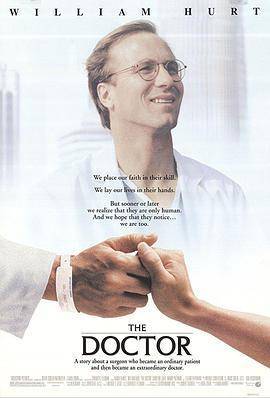 WILLIAM HURT
We place our faith in their skill.
We lay our lives in their hands.
But sooner or later
we realize that they are only human.
And we hope that they notice...
we are too.
THE
DOCTOR
A story about a surgeon who became an ordinary patient
and then became an extraordinary doctor.